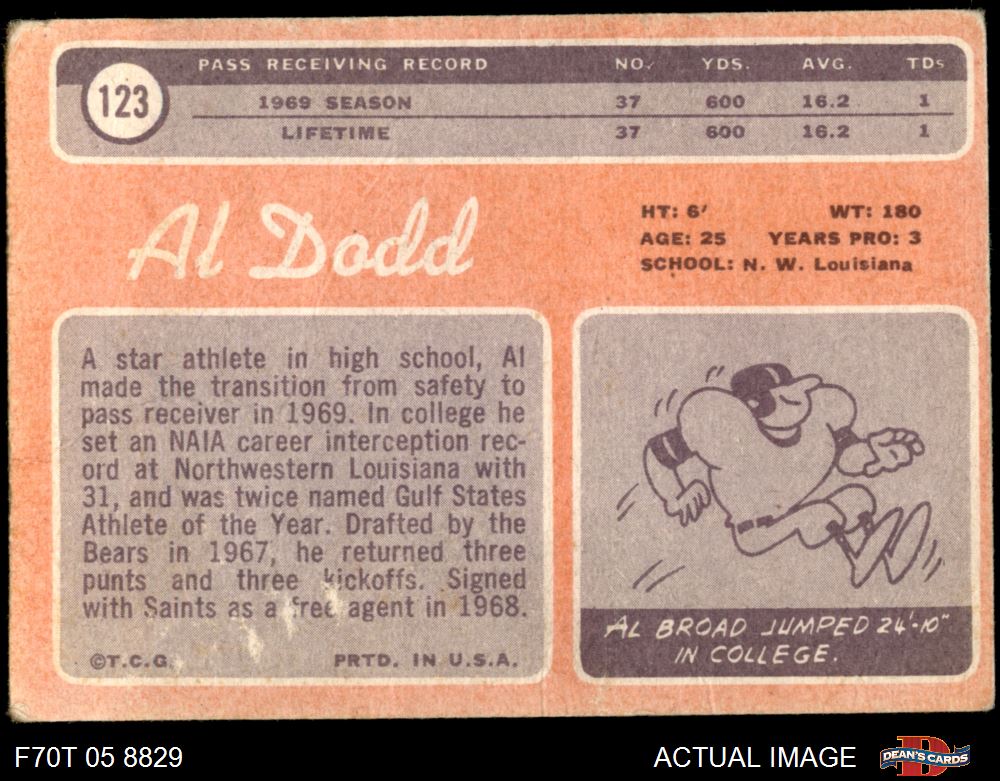 PASS RECEIVING RECORD NO. YDS. AVG. TDs
123
1969 SEASON 37 600 16.2 1
LIFETIME 37 600 16.2 1
Al Dodd
HT: 6' WT: 180
AGE: 25 YEARS PRO: 3
SCHOOL: N. W. Louisiana
A star athlete in high school, Al
made the transition from safety to
pass receiver in 1969. In college he
set an NAIA career interception rec-
ord at Northwestern Louisiana with
31, and was twice named Gulf States
Athlete of the Year. Drafted by the
Bears in 1967, he returned three
punts and three kickoffs. Signed
with Saints as a free agent in 1968.
©T.C.G. PRTD. IN U.S.A.
AL BROAD JUMPED 24'-10"
IN COLLEGE.
F70T 05 8829 ACTUAL IMAGE DEAN'S CARDS